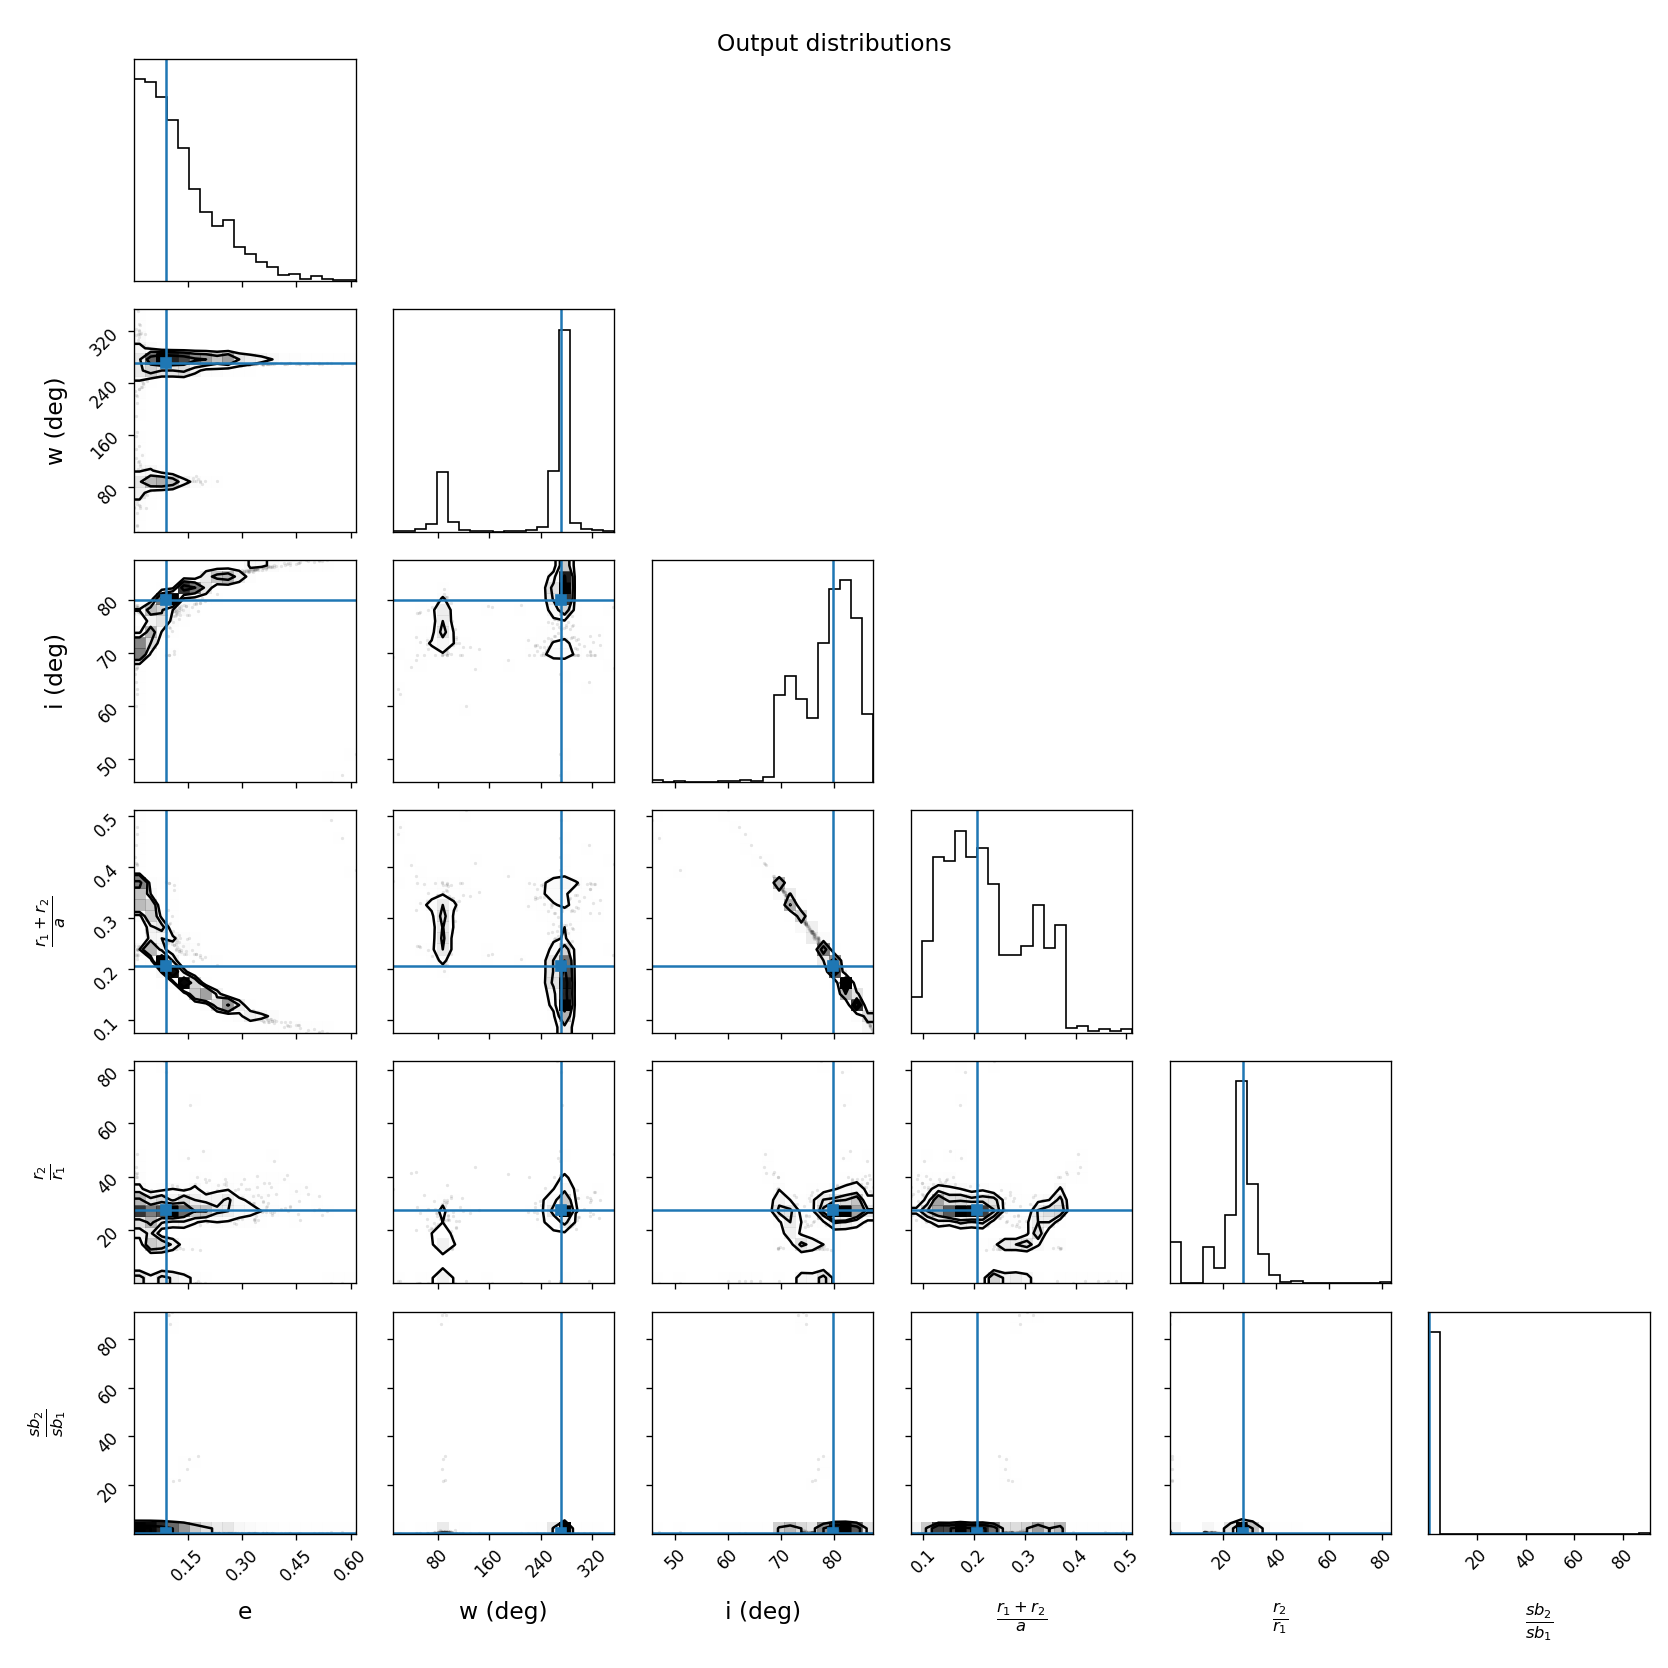 Output distributions
w (deg)
320
240
160
80
i (deg)
80
70
60
50
r₁ + r₂
a
0.5
0.4
0.3
0.2
0.1
r₂
r₁
80
60
40
20
sb₂
sb₁
80
60
40
20
0.15 0.30 0.45 0.60 80 160 240 320 50 60 70 80 0.1 0.2 0.3 0.4 0.5 20 40 60 80 20 40 60 80
e w (deg) i (deg)
r₁ + r₂
a
r₂
r₁
sb₂
sb₁